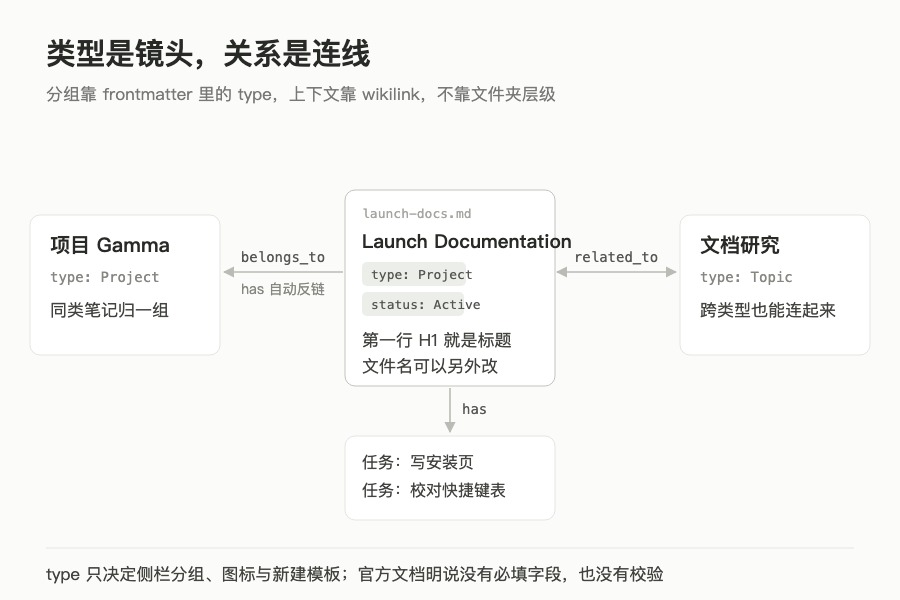 类型是镜头，关系是连线
分组靠 frontmatter 里的 type，上下文靠 wikilink，不靠文件夹层级
项目 Gamma
type: Project
同类笔记归一组
belongs_to
has 自动反链
launch-docs.md
Launch Documentation
type: Project
status: Active
第一行 H1 就是标题
文件名可以另外改
related_to
文档研究
type: Topic
跨类型也能连起来
has
任务：写安装页
任务：校对快捷键表
type 只决定侧栏分组、图标与新建模板；官方文档明说没有必填字段，也没有校验